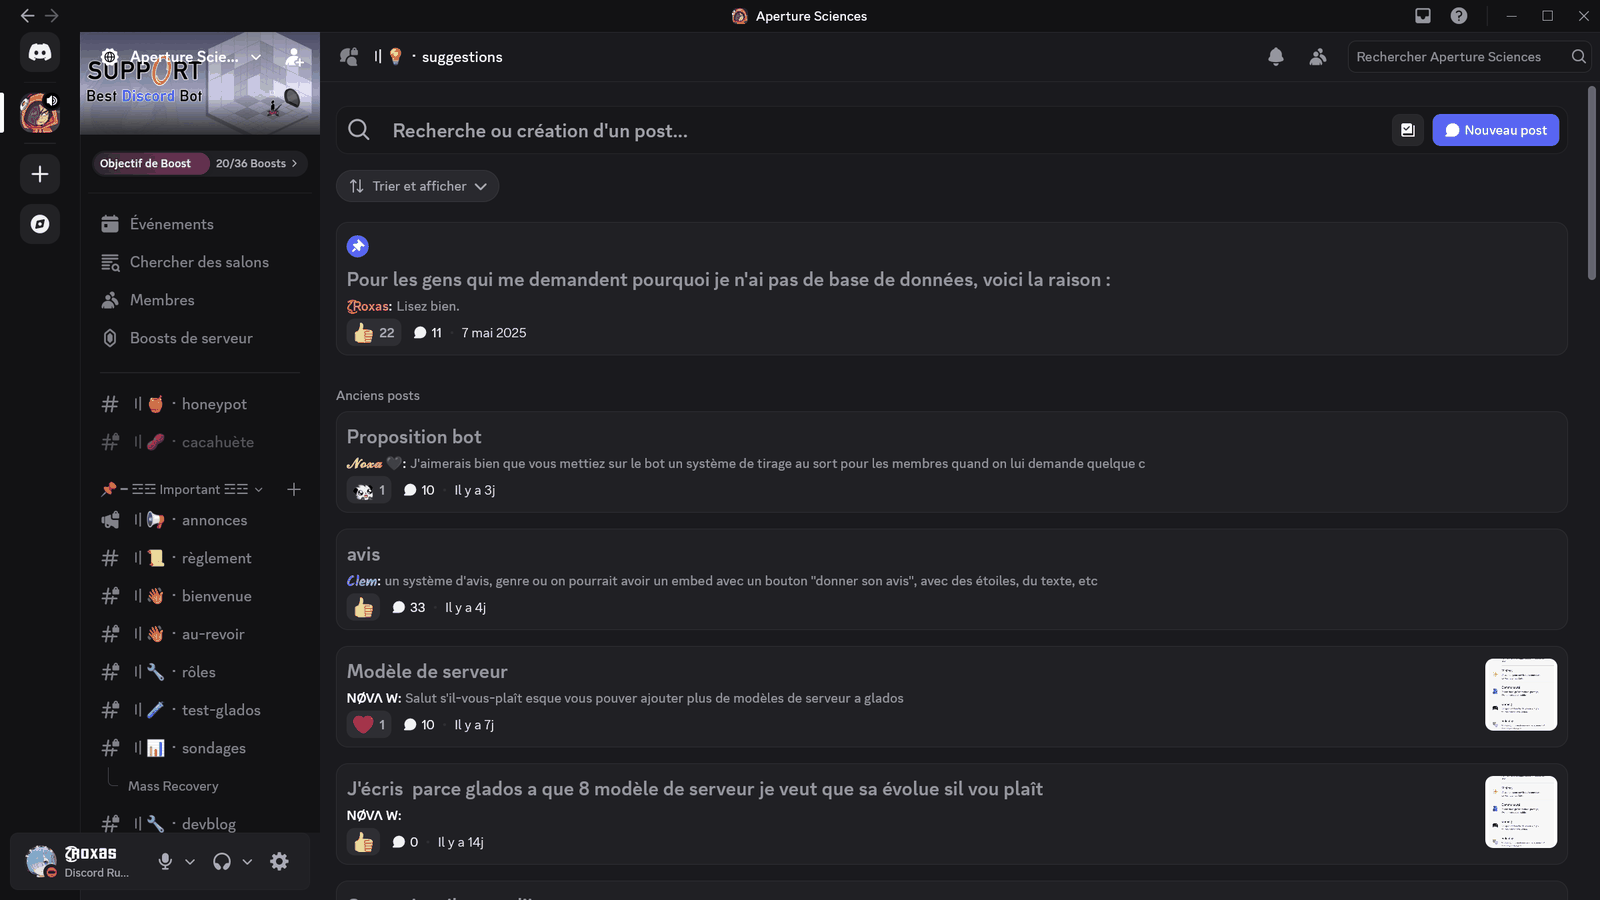 Aperture Sciences
Aperture Scie...
SUPPORT
Best Discord Bot
Objectif de Boost
20/36 Boosts
Événements
Chercher des salons
Membres
Boosts de serveur
honeypot
cacahuète
Important
annonces
règlement
bienvenue
au-revoir
rôles
test-glados
sondages
Mass Recovery
devblog
Roxas
Discord Ru...
suggestions
Rechercher Aperture Sciences
Recherche ou création d'un post...
Nouveau post
Trier et afficher
Pour les gens qui me demandent pourquoi je n'ai pas de base de données, voici la raison :
Roxas: Lisez bien.
22 11 · 7 mai 2025
Anciens posts
Proposition bot
Noxa 🖤: J'aimerais bien que vous mettiez sur le bot un système de tirage au sort pour les membres quand on lui demande quelque c
1 10 · Il y a 3j
avis
Clem: un système d'avis, genre ou on pourrait avoir un embed avec un bouton "donner son avis", avec des étoiles, du texte, etc
33 · Il y a 4j
Modèle de serveur
NØVΛ W: Salut s'il-vous-plaît esque vous pouver ajouter plus de modèles de serveur a glados
1 10 · Il y a 7j
J'écris  parce glados a que 8 modèle de serveur je veut que sa évolue sil vou plaît
NØVΛ W:
0 · Il y a 14j